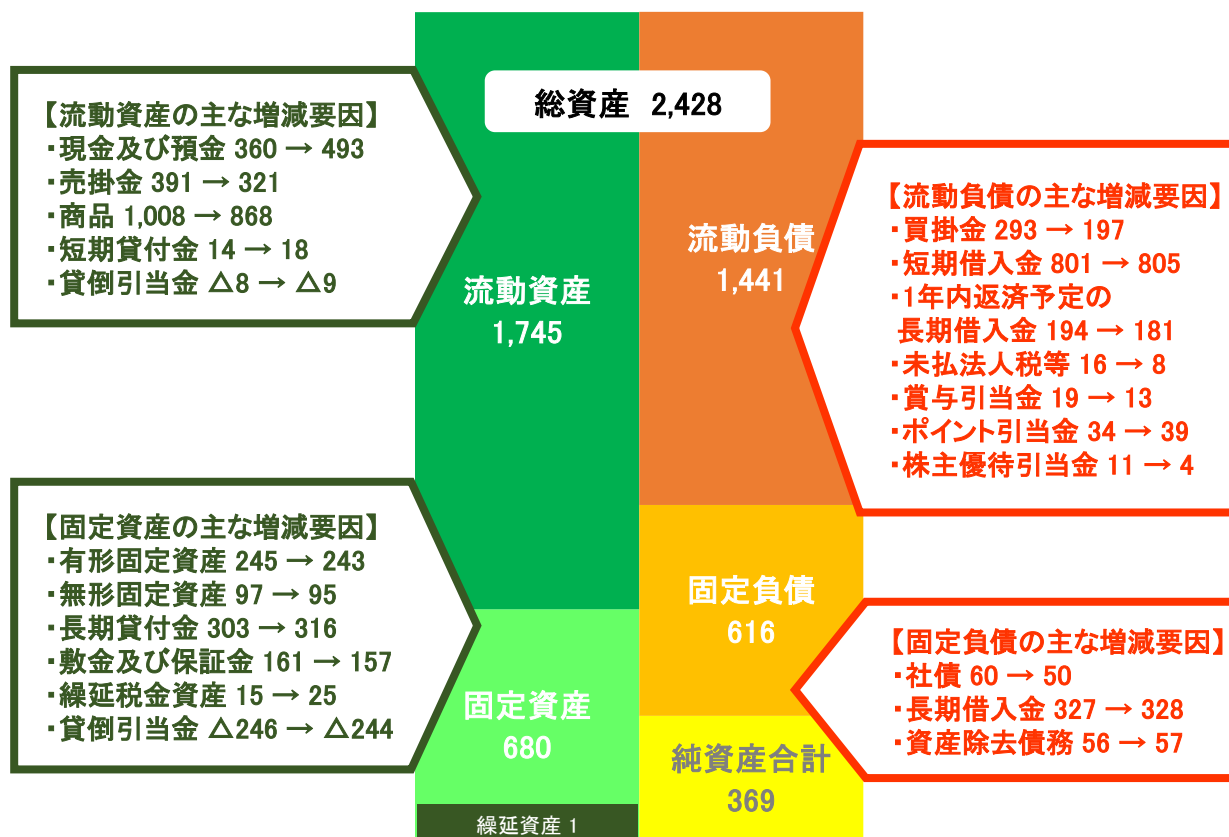 総資産 2,428
【流動資産の主な増減要因】
・現金及び預金 360 → 493
・売掛金 391 → 321
・商品 1,008 → 868
・短期貸付金 14 → 18
・貸倒引当金 △8 → △9
流動資産
1,745
【固定資産の主な増減要因】
・有形固定資産 245 → 243
・無形固定資産 97 → 95
・長期貸付金 303 → 316
・敷金及び保証金 161 → 157
・繰延税金資産 15 → 25
・貸倒引当金 △246 → △244
固定資産
680
繰延資産 1
流動負債
1,441
【流動負債の主な増減要因】
・買掛金 293 → 197
・短期借入金 801 → 805
・1年内返済予定の
長期借入金 194 → 181
・未払法人税等 16 → 8
・賞与引当金 19 → 13
・ポイント引当金 34 → 39
・株主優待引当金 11 → 4
固定負債
616
【固定負債の主な増減要因】
・社債 60 → 50
・長期借入金 327 → 328
・資産除去債務 56 → 57
純資産合計
369